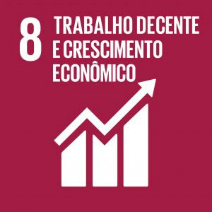 8 TRABALHO DECENTE
E CRESCIMENTO
ECONÔMICO